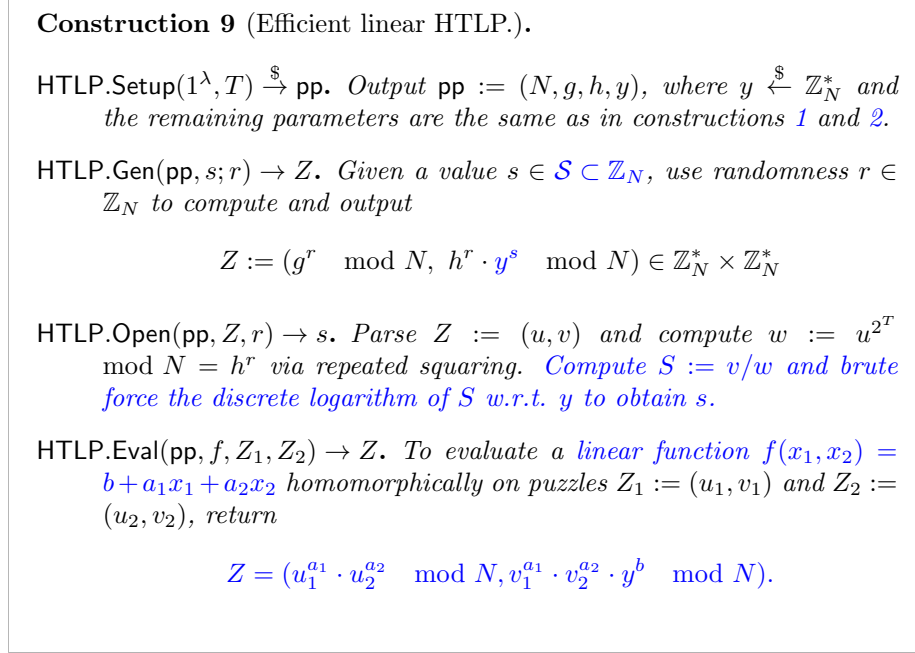 Construction 9 (Efficient linear HTLP.).
HTLP.Setup(1^λ, T) →^$ pp. Output pp := (N, g, h, y), where y ←^$ ℤ*_N and
the remaining parameters are the same as in constructions 1 and 2.
HTLP.Gen(pp, s; r) → Z. Given a value s ∈ 𝒮 ⊂ ℤ_N, use randomness r ∈
ℤ_N to compute and output
Z := (g^r mod N, h^r · y^s mod N) ∈ ℤ*_N × ℤ*_N
HTLP.Open(pp, Z, r) → s. Parse Z := (u, v) and compute w := u^{2^T}
mod N = h^r via repeated squaring. Compute S := v/w and brute
force the discrete logarithm of S w.r.t. y to obtain s.
HTLP.Eval(pp, f, Z_1, Z_2) → Z. To evaluate a linear function f(x_1, x_2) =
b + a_1x_1 + a_2x_2 homomorphically on puzzles Z_1 := (u_1, v_1) and Z_2 :=
(u_2, v_2), return
Z = (u_1^{a_1} · u_2^{a_2} mod N, v_1^{a_1} · v_2^{a_2} · y^b mod N).